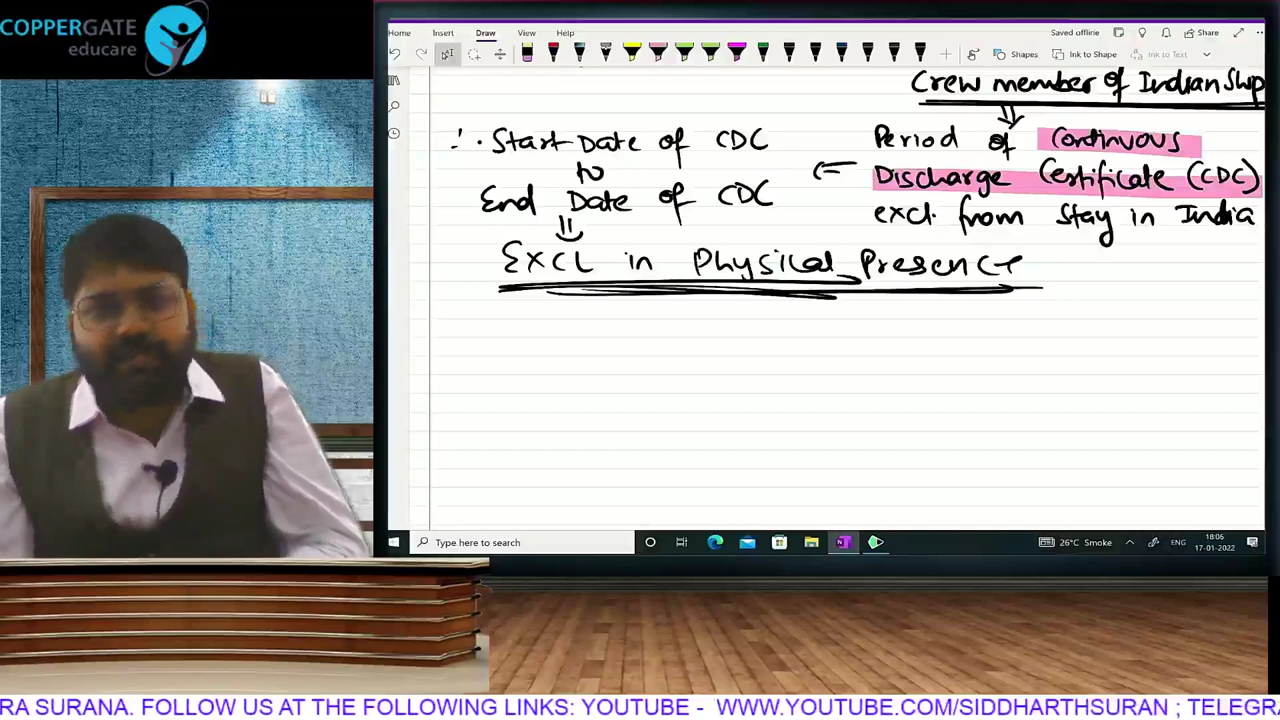 COPPERGATE
educare
Home Insert Draw View Help
Saved offline
Share
Shapes
Ink to Shape
Ink to Text
Crew member of Indian Ship
∴ Start Date of CDC
to
End Date of CDC
Period of Continuous
Discharge Certificate (CDC)
excl. from Stay in India
EXCL in Physical Presence
Type here to search
26°C Smoke
ENG
18:05
17-01-2022
RA SURANA. FOLLOW US AT THE FOLLOWING LINKS: YOUTUBE - WWW.YOUTUBE.COM/SIDDHARTHSURAN ; TELEGRA